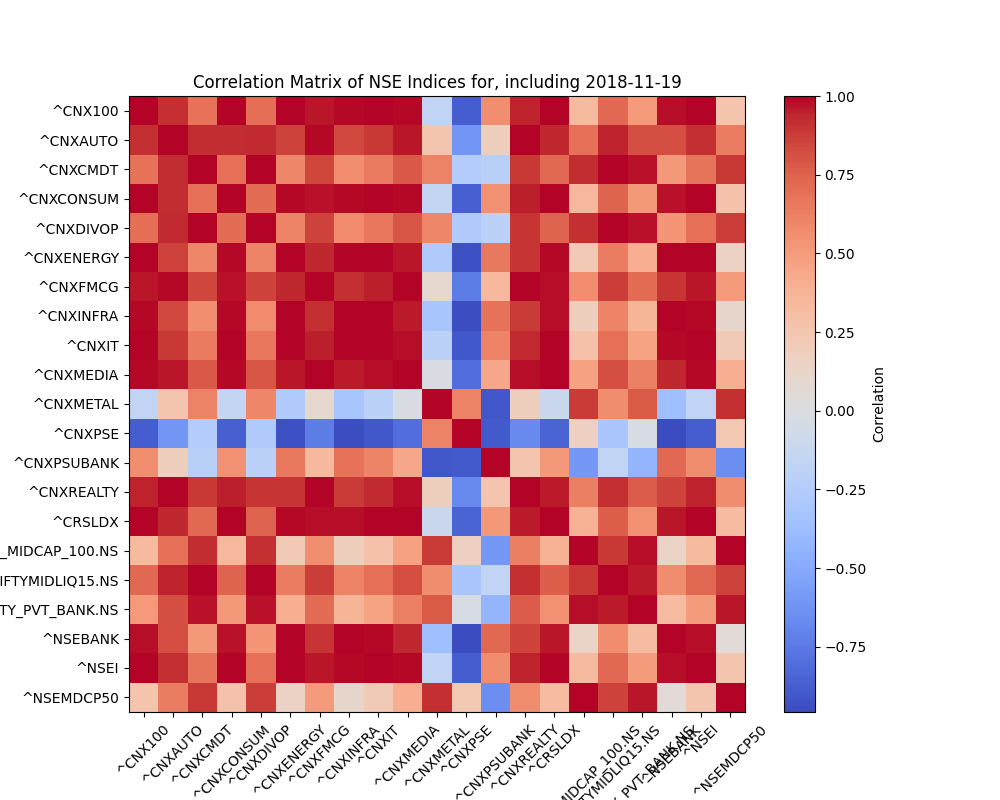 Correlation Matrix of NSE Indices for, including 2018-11-19
^CNX100
^CNXAUTO
^CNXCMDT
^CNXCONSUM
^CNXDIVOP
^CNXENERGY
^CNXFMCG
^CNXINFRA
^CNXIT
^CNXMEDIA
^CNXMETAL
^CNXPSE
^CNXPSUBANK
^CNXREALTY
^CRSLDX
_MIDCAP_100.NS
IFTYMIDLIQ15.NS
TY_PVT_BANK.NS
^NSEBANK
^NSEI
^NSEMDCP50
^CNX100
^CNXAUTO
^CNXCMDT
^CNXCONSUM
^CNXDIVOP
^CNXENERGY
^CNXFMCG
^CNXINFRA
^CNXIT
^CNXMEDIA
^CNXMETAL
^CNXPSE
^CNXPSUBANK
^CNXREALTY
^CRSLDX
MIDCAP_100.NS
TYMIDLIQ15.NS
PVT_BANK.NS
^NSEBANK
^NSEI
^NSEMDCP50
1.00
0.75
0.50
0.25
0.00
−0.25
−0.50
−0.75
Correlation